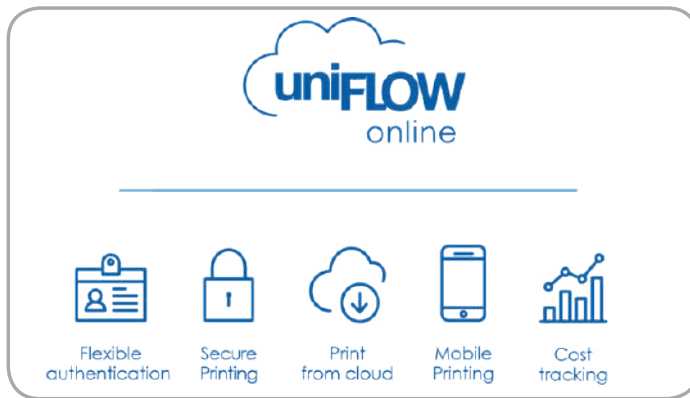 uniFLOW
online
Flexible
authentication
Secure
Printing
Print
from cloud
Mobile
Printing
Cost
tracking